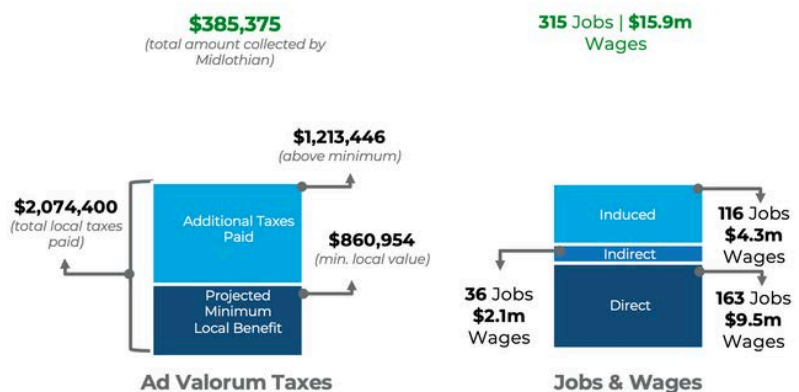 $385,375
(total amount collected by
Midlothian)
315 Jobs | $15.9m
Wages
$1,213,446
(above minimum)
$2,074,400
(total local taxes
paid)
Additional Taxes
Paid
$860,954
(min. local value)
Projected
Minimum
Local Benefit
Ad Valorum Taxes
Induced
116 Jobs
$4.3m
Wages
Indirect
36 Jobs
$2.1m
Wages
Direct
163 Jobs
$9.5m
Wages
Jobs & Wages